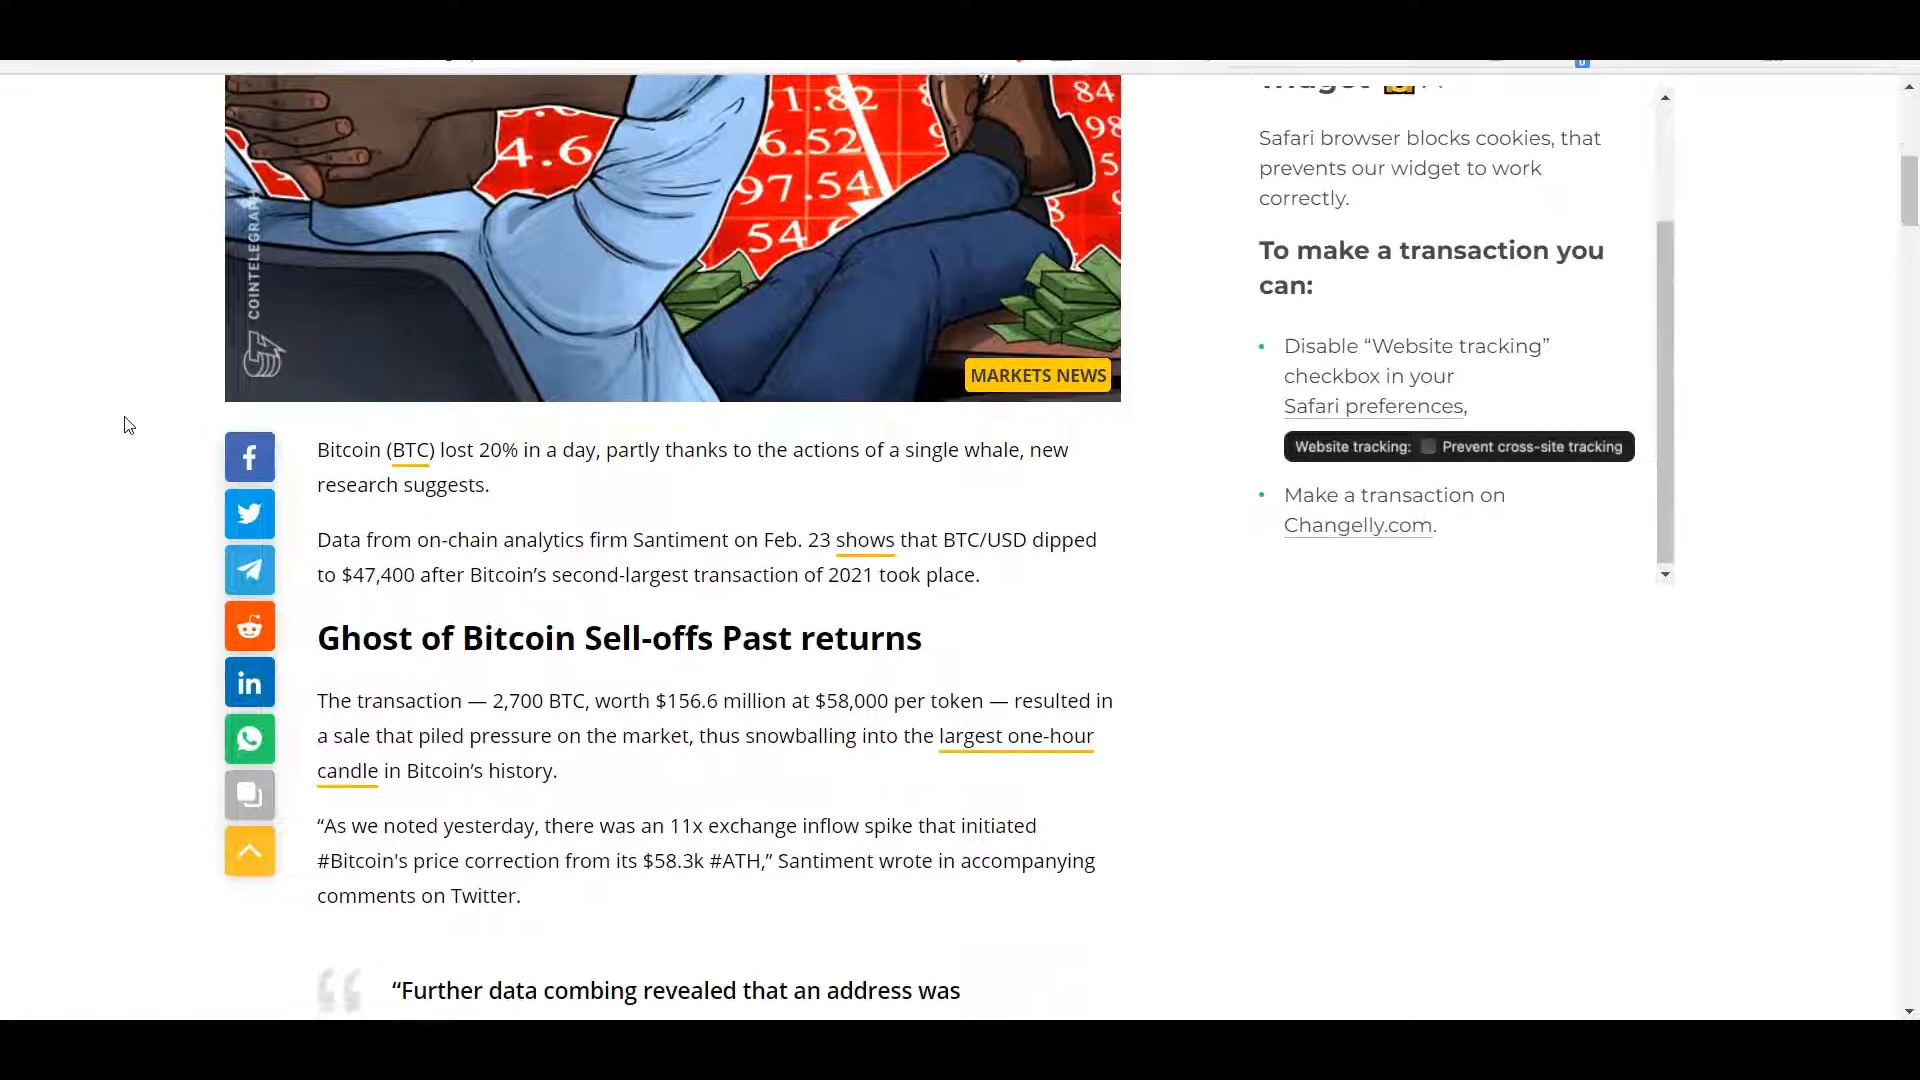 1.82
84
4.6
6.52
98
97.54
54.6
COINTELEGRAPH
MARKETS NEWS
Bitcoin (BTC) lost 20% in a day, partly thanks to the actions of a single whale, new
research suggests.
Data from on-chain analytics firm Santiment on Feb. 23 shows that BTC/USD dipped
to $47,400 after Bitcoin’s second-largest transaction of 2021 took place.
Ghost of Bitcoin Sell-offs Past returns
The transaction — 2,700 BTC, worth $156.6 million at $58,000 per token — resulted in
a sale that piled pressure on the market, thus snowballing into the largest one-hour
candle in Bitcoin’s history.
“As we noted yesterday, there was an 11x exchange inflow spike that initiated
#Bitcoin's price correction from its $58.3k #ATH,” Santiment wrote in accompanying
comments on Twitter.
“Further data combing revealed that an address was
Safari browser blocks cookies, that
prevents our widget to work
correctly.
To make a transaction you
can:
• Disable “Website tracking”
checkbox in your
Safari preferences,
Website tracking: Prevent cross-site tracking
• Make a transaction on
Changelly.com.